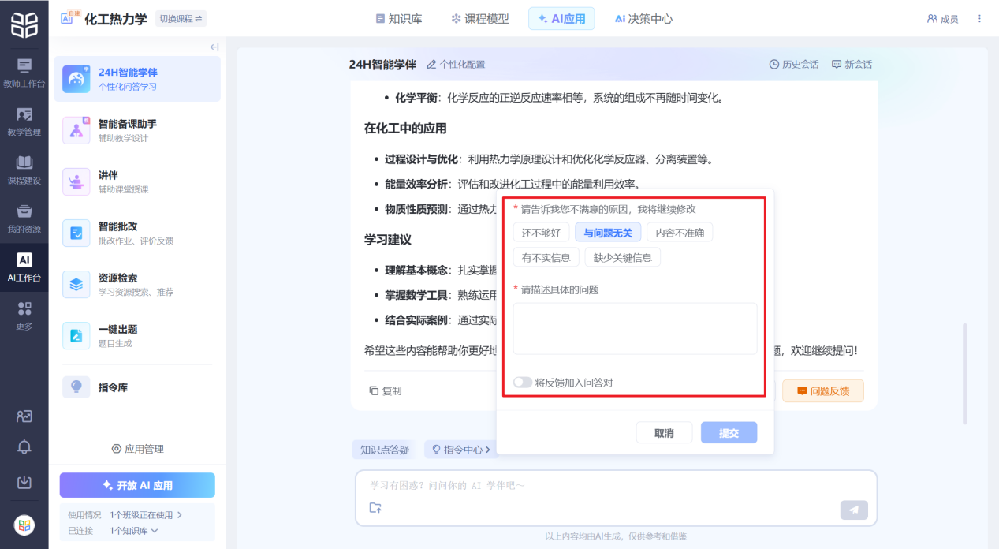 自建
化工热力学
切换课程
知识库
课程模型
AI应用
Ai 决策中心
成员
教师工作台
教学管理
课程建设
我的资源
AI
AI工作台
更多
24H智能学伴
个性化问答学习
智能备课助手
辅助教学设计
讲伴
辅助课堂授课
智能批改
批改作业、评价反馈
资源检索
学习资源搜索、推荐
一键出题
题目生成
指令库
应用管理
开放 AI 应用
使用情况 1个班级正在使用
已连接 1个知识库
24H智能学伴
个性化配置
历史会话
新会话
• 化学平衡：化学反应的正逆反应速率相等，系统的组成不再随时间变化。
在化工中的应用
• 过程设计与优化：利用热力学原理设计和优化化学反应器、分离装置等。
• 能量效率分析：评估和改进化工过程中的能量利用效率。
• 物质性质预测：通过热力
学习建议
• 理解基本概念：扎实掌握
• 掌握数学工具：熟练运用
• 结合实际案例：通过实际
希望这些内容能帮助你更好地
题，欢迎继续提问！
复制
问题反馈
* 请告诉我您不满意的原因，我将继续修改
还不够好
与问题无关
内容不准确
有不实信息
缺少关键信息
* 请描述具体的问题
将反馈加入问答对
取消
提交
知识点答疑
指令中心
学习有困惑？问问你的 AI 学伴吧～
以上内容均由AI生成，仅供参考和借鉴